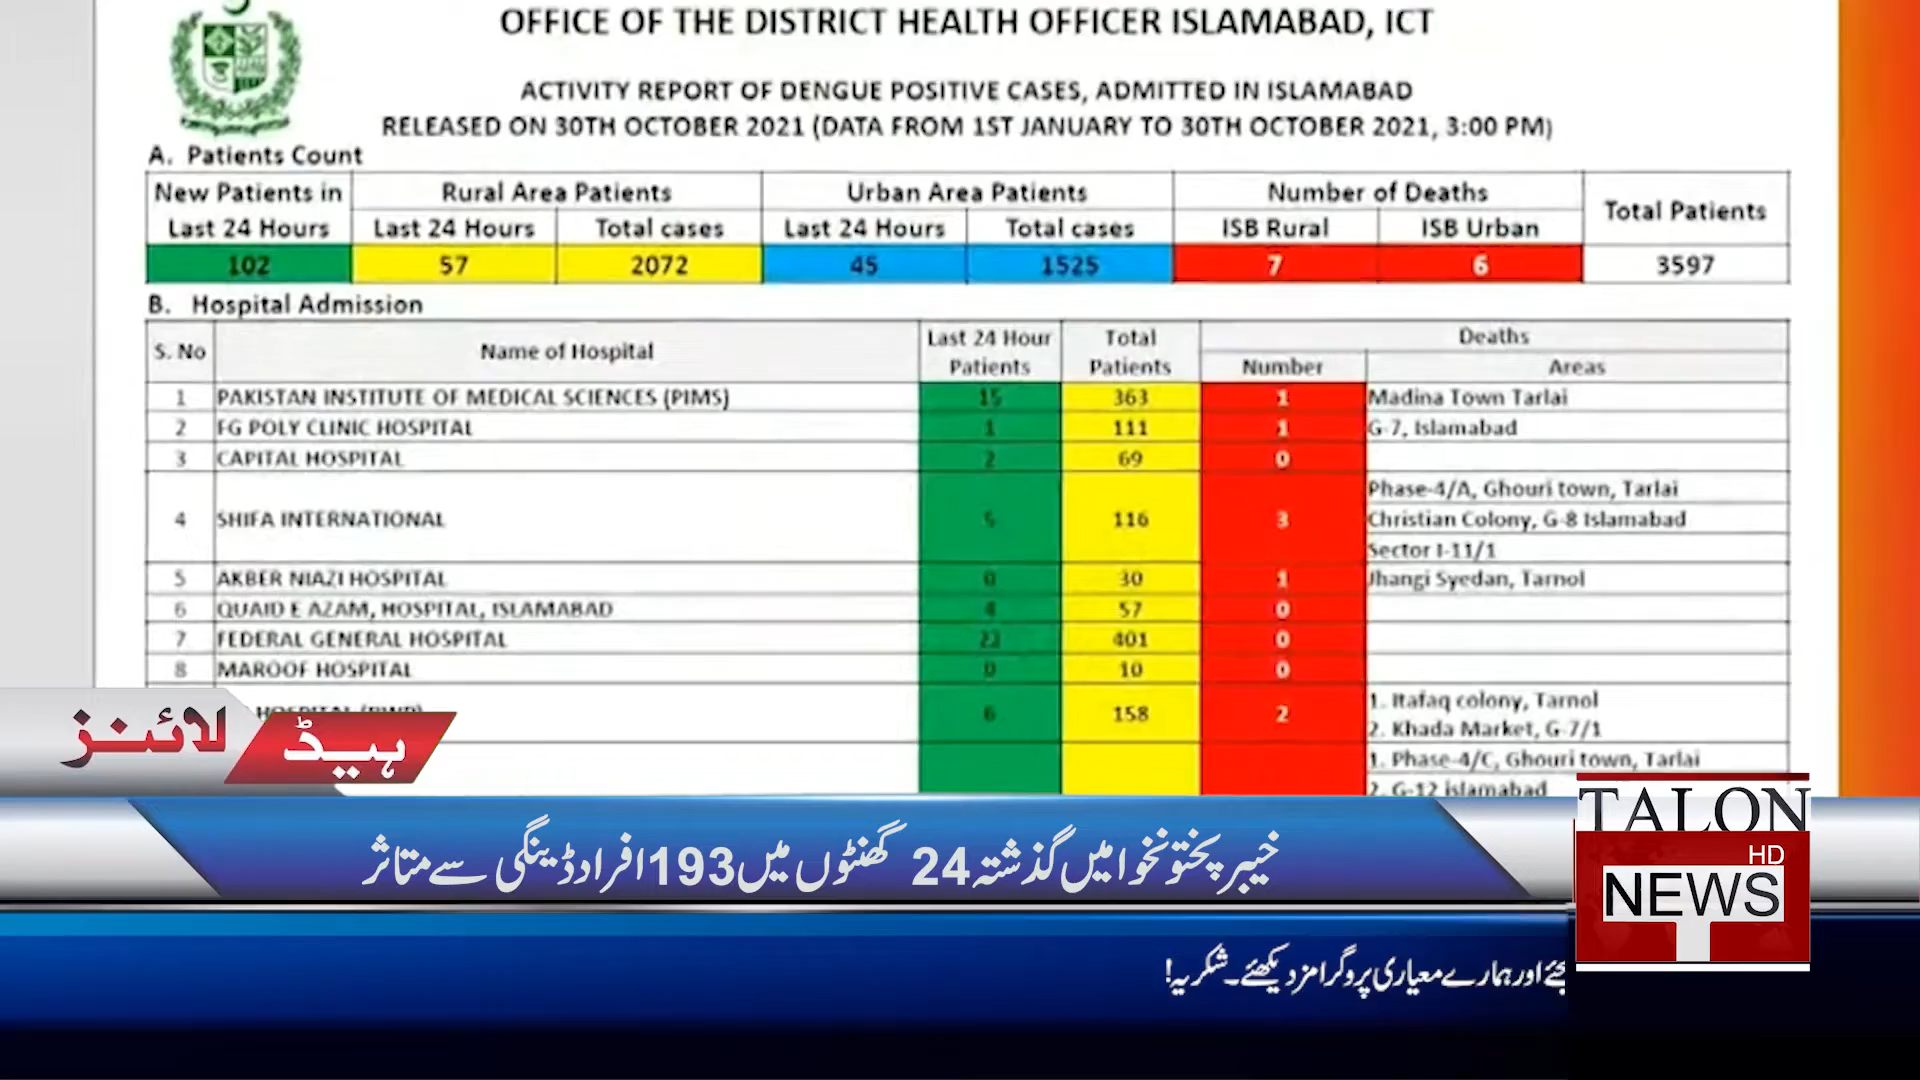 OFFICE OF THE DISTRICT HEALTH OFFICER ISLAMABAD, ICT
ACTIVITY REPORT OF DENGUE POSITIVE CASES, ADMITTED IN ISLAMABAD
RELEASED ON 30TH OCTOBER 2021 (DATA FROM 1ST JANUARY TO 30TH OCTOBER 2021, 3:00 PM)
A. Patients Count
New Patients in Last 24 Hours Rural Area Patients Urban Area Patients Number of Deaths Total Patients
Last 24 Hours Total cases Last 24 Hours Total cases ISB Rural ISB Urban
102 57 2072 45 1525 7 6 3597
B. Hospital Admission
S. No Name of Hospital Last 24 Hour Patients Total Patients Deaths
Number Areas
1 PAKISTAN INSTITUTE OF MEDICAL SCIENCES (PIMS) 15 363 1 Madina Town Tarlai
2 FG POLY CLINIC HOSPITAL 1 111 1 G-7, Islamabad
3 CAPITAL HOSPITAL 2 69 0
Phase-4/A, Ghouri town, Tarlai
4 SHIFA INTERNATIONAL 5 116 3 Christian Colony, G-8 Islamabad
Sector I-11/1
5 AKBER NIAZI HOSPITAL 0 30 1 Jhangi Syedan, Tarnol
6 QUAID E AZAM, HOSPITAL, ISLAMABAD 4 57 0
7 FEDERAL GENERAL HOSPITAL 401 0
8 MAROOF HOSPITAL 0 10 0
6 158 2 1. Itafaq colony, Tarnol
2. Khada Market, G-7/1
1. Phase-4/C, Ghouri town, Tarlai
2. G-12 islamabad
ہیڈ لائنز
خیبرپختونخوا میں گذشتہ 24 گھنٹوں میں 193 افراد ڈینگی سے متاثر
TALON
HD
NEWS
اور ہمارے معیاری پروگرامز دیکھئے۔ شکریہ!